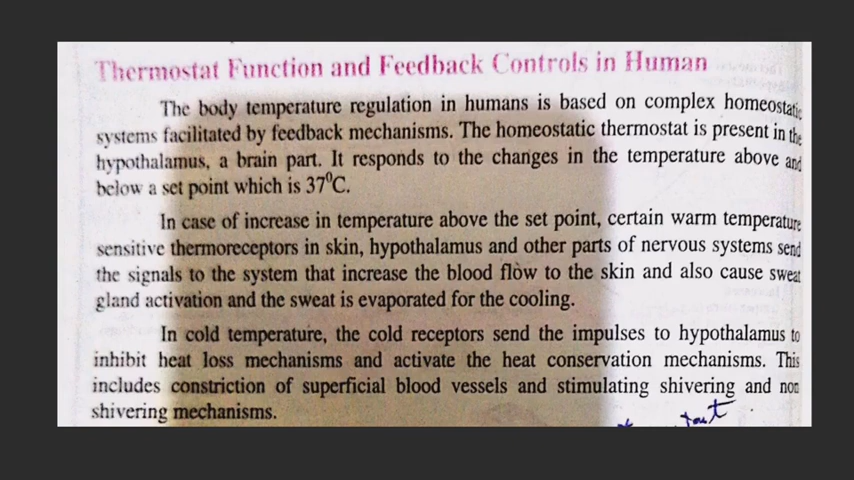 Thermostat Function and Feedback Controls in Human
The body temperature regulation in humans is based on complex homeostatic
systems facilitated by feedback mechanisms. The homeostatic thermostat is present in the
hypothalamus, a brain part. It responds to the changes in the temperature above and
below a set point which is 37⁰C.
In case of increase in temperature above the set point, certain warm temperature
sensitive thermoreceptors in skin, hypothalamus and other parts of nervous systems send
the signals to the system that increase the blood flow to the skin and also cause sweat
gland activation and the sweat is evaporated for the cooling.
In cold temperature, the cold receptors send the impulses to hypothalamus to
inhibit heat loss mechanisms and activate the heat conservation mechanisms. This
includes constriction of superficial blood vessels and stimulating shivering and non
shivering mechanisms.